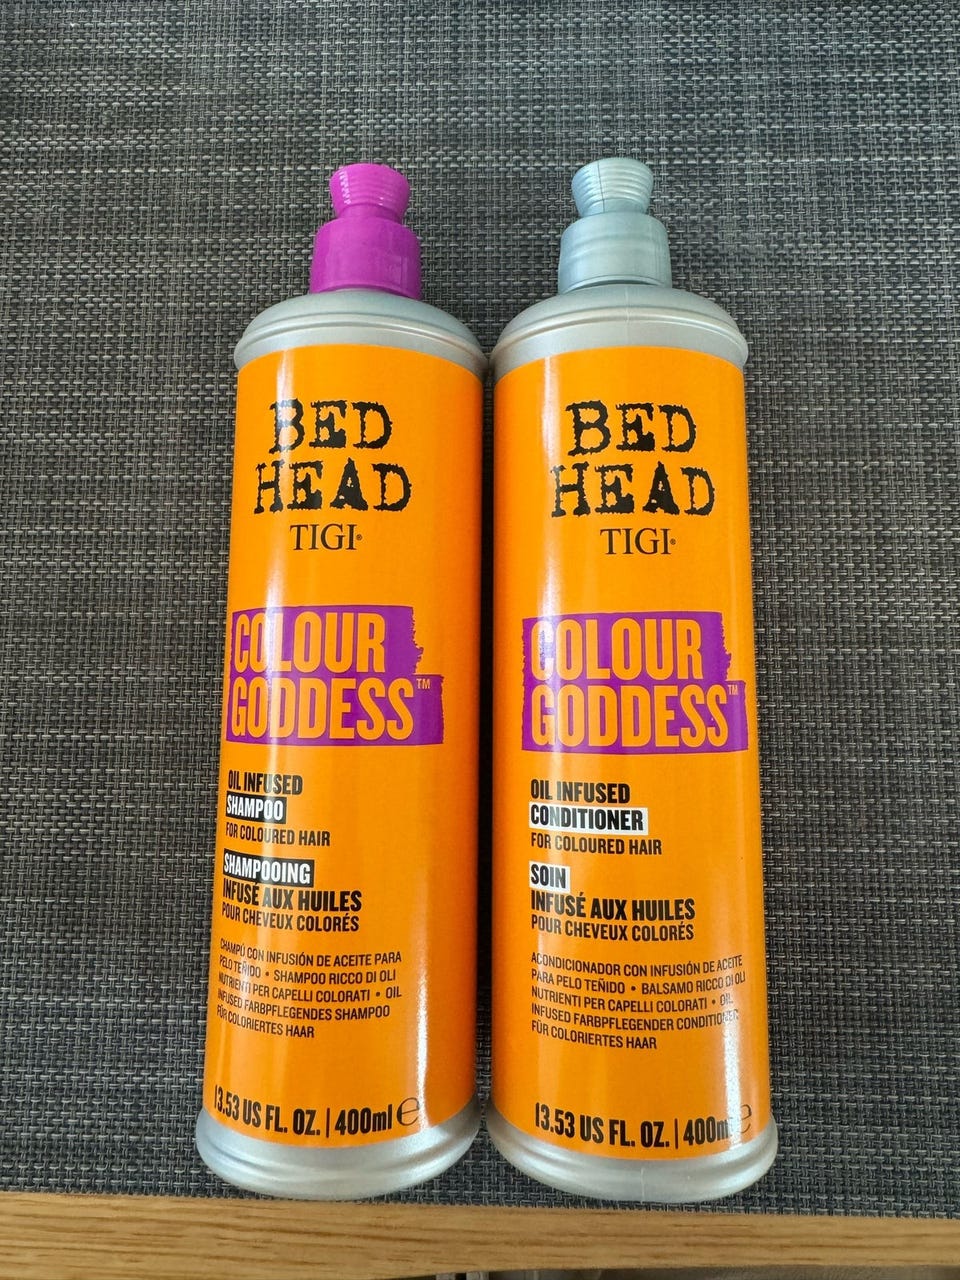 BED
HEAD
TIGI®
COLOUR
GODDESS™
OIL INFUSED
SHAMPOO
FOR COLOURED HAIR
SHAMPOOING
INFUSÉ AUX HUILES
POUR CHEVEUX COLORÉS
CHAMPÚ CON INFUSIÓN DE ACEITE PARA
PELO TEÑIDO • SHAMPOO RICCO DI OLI
NUTRIENTI PER CAPELLI COLORATI • OIL
INFUSED FARBPFLEGENDES SHAMPOO
FÜR COLORIERTES HAAR
13.53 US FL. OZ. | 400ml ℮
BED
HEAD
TIGI®
COLOUR
GODDESS™
OIL INFUSED
CONDITIONER
FOR COLOURED HAIR
SOIN
INFUSÉ AUX HUILES
POUR CHEVEUX COLORÉS
ACONDICIONADOR CON INFUSIÓN DE ACEITE
PARA PELO TEÑIDO • BALSAMO RICCO DI OLI
NUTRIENTI PER CAPELLI COLORATI • OIL
INFUSED FARBPFLEGENDER CONDITIONER
FÜR COLORIERTES HAAR
13.53 US FL. OZ. | 400ml ℮